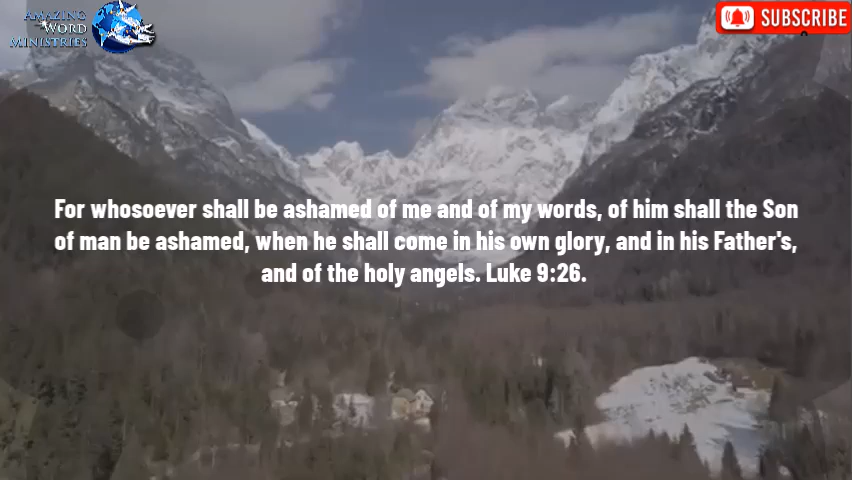 AMAZING
WORD
MINISTRIES
SUBSCRIBE
For whosoever shall be ashamed of me and of my words, of him shall the Son
of man be ashamed, when he shall come in his own glory, and in his Father's,
and of the holy angels. Luke 9:26.